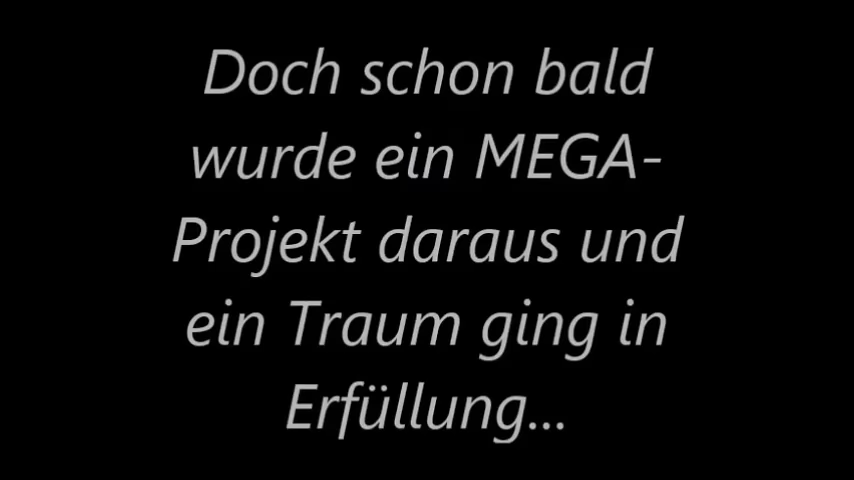 Doch schon bald
wurde ein MEGA-
Projekt daraus und
ein Traum ging in
Erfüllung...